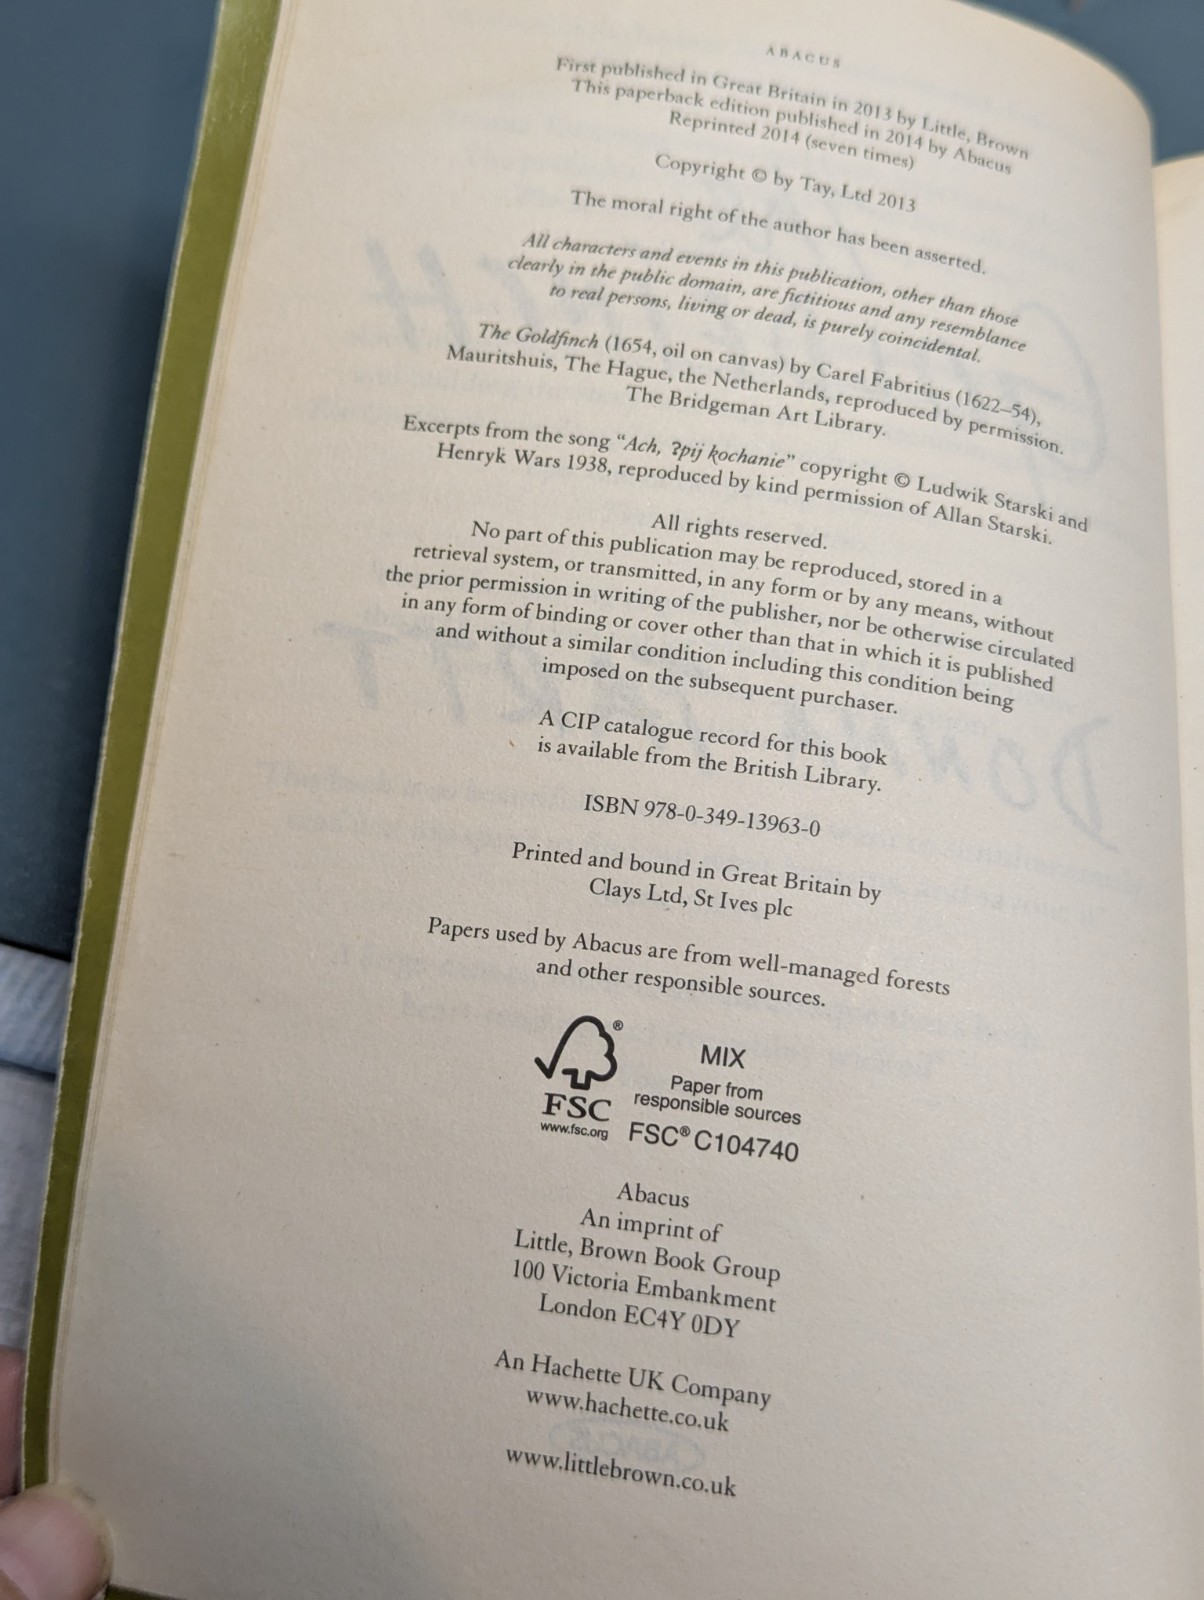 ABACUS
First published in Great Britain in 2013 by Little, Brown
This paperback edition published in 2014 by Abacus
Reprinted 2014 (seven times)
Copyright © by Tay, Ltd 2013
The moral right of the author has been asserted.
All characters and events in this publication, other than those
clearly in the public domain, are fictitious and any resemblance
to real persons, living or dead, is purely coincidental.
The Goldfinch (1654, oil on canvas) by Carel Fabritius (1622–54),
Mauritshuis, The Hague, the Netherlands, reproduced by permission.
The Bridgeman Art Library.
Excerpts from the song “Ach, ?pij kochanie” copyright © Ludwik Starski and
Henryk Wars 1938, reproduced by kind permission of Allan Starski.
All rights reserved.
No part of this publication may be reproduced, stored in a
retrieval system, or transmitted, in any form or by any means, without
the prior permission in writing of the publisher, nor be otherwise circulated
in any form of binding or cover other than that in which it is published
and without a similar condition including this condition being
imposed on the subsequent purchaser.
A CIP catalogue record for this book
is available from the British Library.
ISBN 978-0-349-13963-0
Printed and bound in Great Britain by
Clays Ltd, St Ives plc
Papers used by Abacus are from well-managed forests
and other responsible sources.
®
FSC
www.fsc.org
MIX
Paper from
responsible sources
FSC® C104740
Abacus
An imprint of
Little, Brown Book Group
100 Victoria Embankment
London EC4Y 0DY
An Hachette UK Company
www.hachette.co.uk
www.littlebrown.co.uk